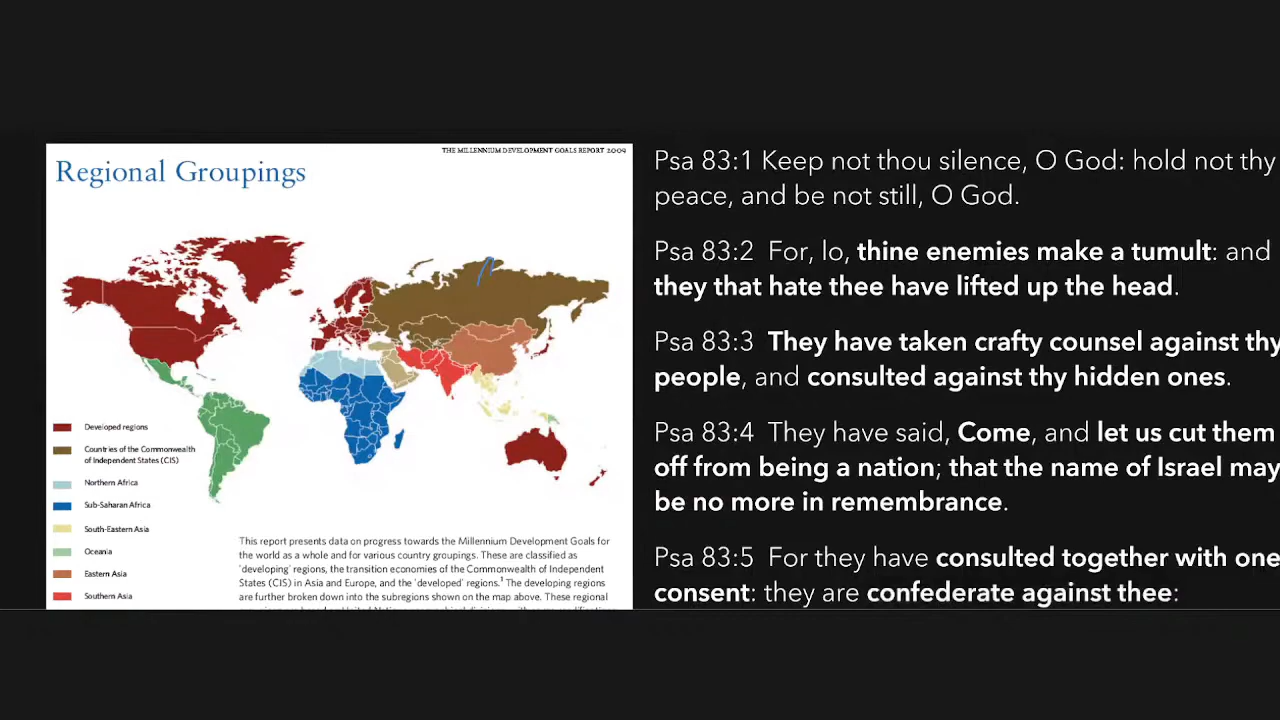 THE MILLENNIUM DEVELOPMENT GOALS REPORT 2009
Regional Groupings
Developed regions
Countries of the Commonwealth
of Independent States (CIS)
Northern Africa
Sub-Saharan Africa
South-Eastern Asia
Oceania
Eastern Asia
Southern Asia
This report presents data on progress towards the Millennium Development Goals for
the world as a whole and for various country groupings. These are classified as
'developing' regions, the transition economies of the Commonwealth of Independent
States (CIS) in Asia and Europe, and the 'developed' regions.1 The developing regions
are further broken down into the subregions shown on the map above. These regional
Psa 83:1 Keep not thou silence, O God: hold not thy
peace, and be not still, O God.
Psa 83:2 For, lo, thine enemies make a tumult: and
they that hate thee have lifted up the head.
Psa 83:3 They have taken crafty counsel against thy
people, and consulted against thy hidden ones.
Psa 83:4 They have said, Come, and let us cut them
off from being a nation; that the name of Israel may
be no more in remembrance.
Psa 83:5 For they have consulted together with one
consent: they are confederate against thee: